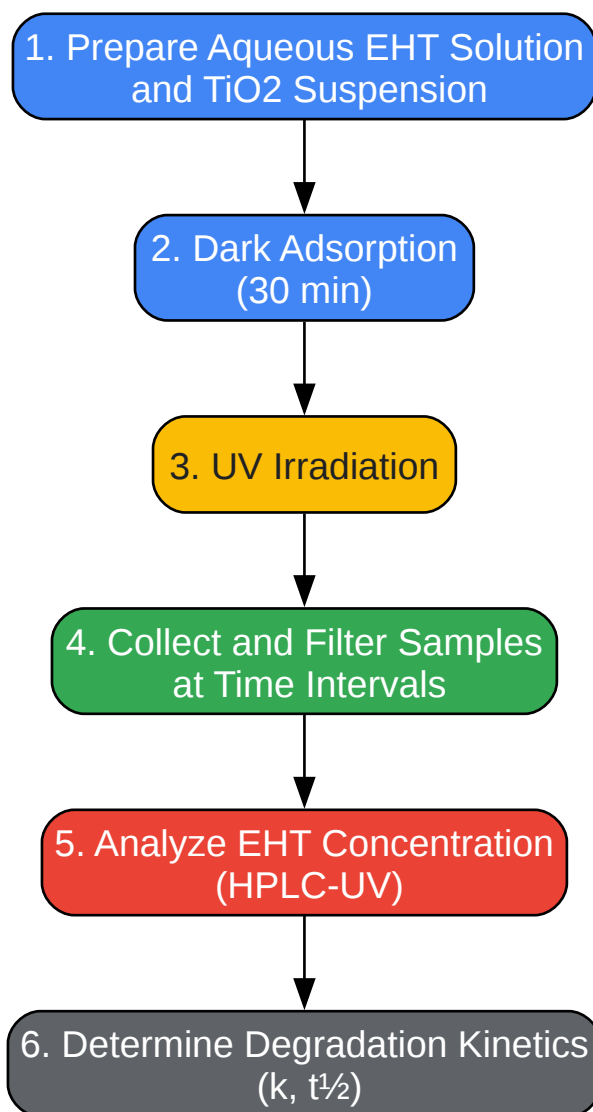 1. Prepare Aqueous EHT Solution
and TiO2 Suspension
2. Dark Adsorption
(30 min)
3. UV Irradiation
4. Collect and Filter Samples
at Time Intervals
5. Analyze EHT Concentration
(HPLC-UV)
6. Determine Degradation Kinetics
(k, t½)